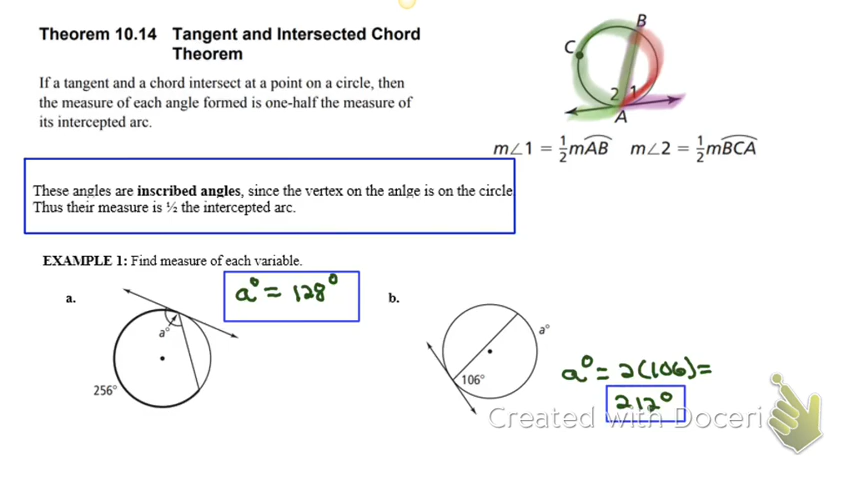 Theorem 10.14 Tangent and Intersected Chord
Theorem
If a tangent and a chord intersect at a point on a circle, then
the measure of each angle formed is one-half the measure of
its intercepted arc.
B
C
2 1
A
m∠1 = ½mAB m∠2 = ½mBCA
These angles are inscribed angles, since the vertex on the anlge is on the circle
Thus their measure is ½ the intercepted arc.
EXAMPLE 1: Find measure of each variable.
a.
a° = 128°
b.
a°
256°
a°
106°
a° = 2(106) =
212°
Created with Doceri